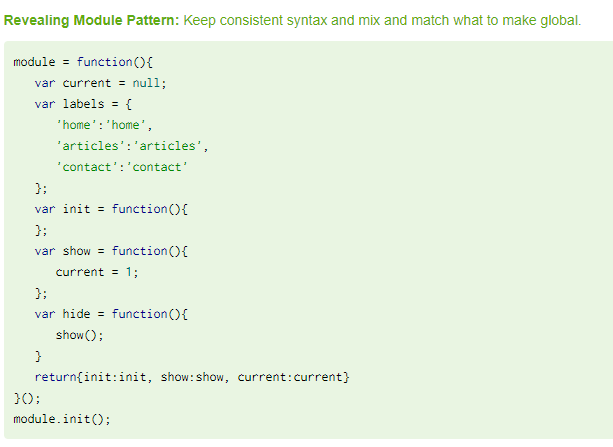 Revealing Module Pattern: Keep consistent syntax and mix and match what to make global.
module = function(){
   var current = null;
   var labels = {
      'home':'home',
      'articles':'articles',
      'contact':'contact'
   };
   var init = function(){
   };
   var show = function(){
      current = 1;
   };
   var hide = function(){
      show();
   }
   return{init:init, show:show, current:current}
}();
module.init();